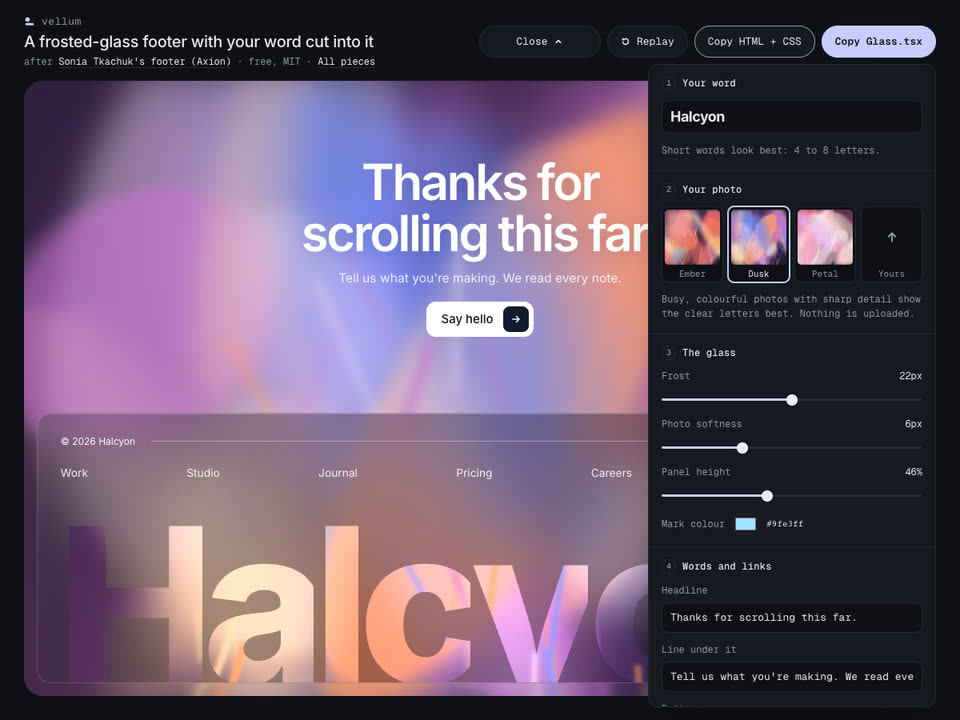 vellum
A frosted-glass footer with your word cut into it
after Sonia Tkachuk's footer (Axion) · free, MIT · All pieces
Close
Replay
Copy HTML + CSS
Copy Glass.tsx
Thanks for
scrolling this far
Tell us what you're making. We read every note.
Say hello
© 2026 Halcyon
Work
Studio
Journal
Pricing
Careers
Halcyo
1 Your word
Halcyon
Short words look best: 4 to 8 letters.
2 Your photo
Ember
Dusk
Petal
Yours
Busy, colourful photos with sharp detail show
the clear letters best. Nothing is uploaded.
3 The glass
Frost 22px
Photo softness 6px
Panel height 46%
Mark colour #9fe3ff
4 Words and links
Headline
Thanks for scrolling this far.
Line under it
Tell us what you're making. We read eve